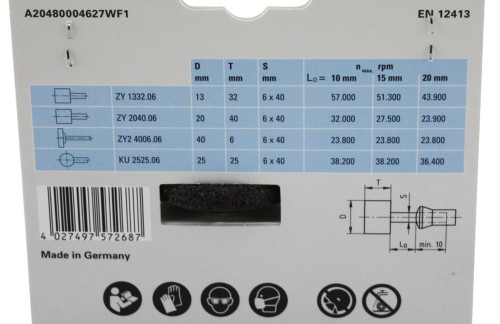 A20480004627WF1 EN 12413
D T S n max. rpm
mm mm mm L₀ = 10 mm 15 mm 20 mm
ZY 1332.06 13 32 6 x 40 57.000 51.300 43.900
ZY 2040.06 20 40 6 x 40 32.000 27.500 23.900
ZY2 4006.06 40 6 6 x 40 23.800 23.800 23.800
KU 2525.06 25 25 6 x 40 38.200 38.200 36.400
T
S
D
L₀ min. 10
4 027497 572687
Made in Germany